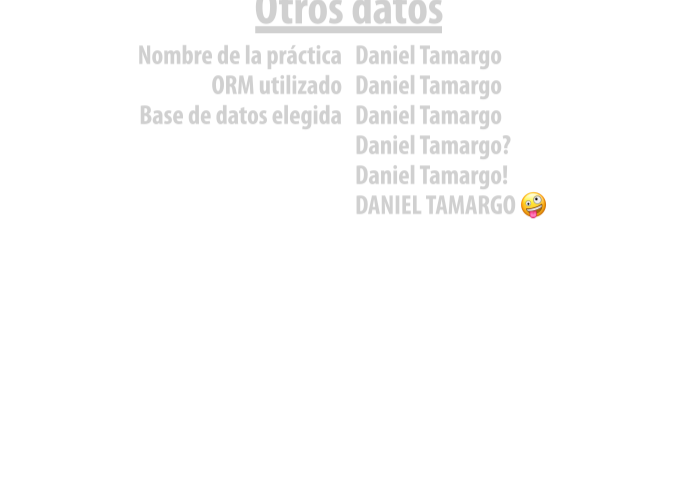 Otros datos
Nombre de la práctica Daniel Tamargo
ORM utilizado Daniel Tamargo
Base de datos elegida Daniel Tamargo
Daniel Tamargo?
Daniel Tamargo!
DANIEL TAMARGO 🤪